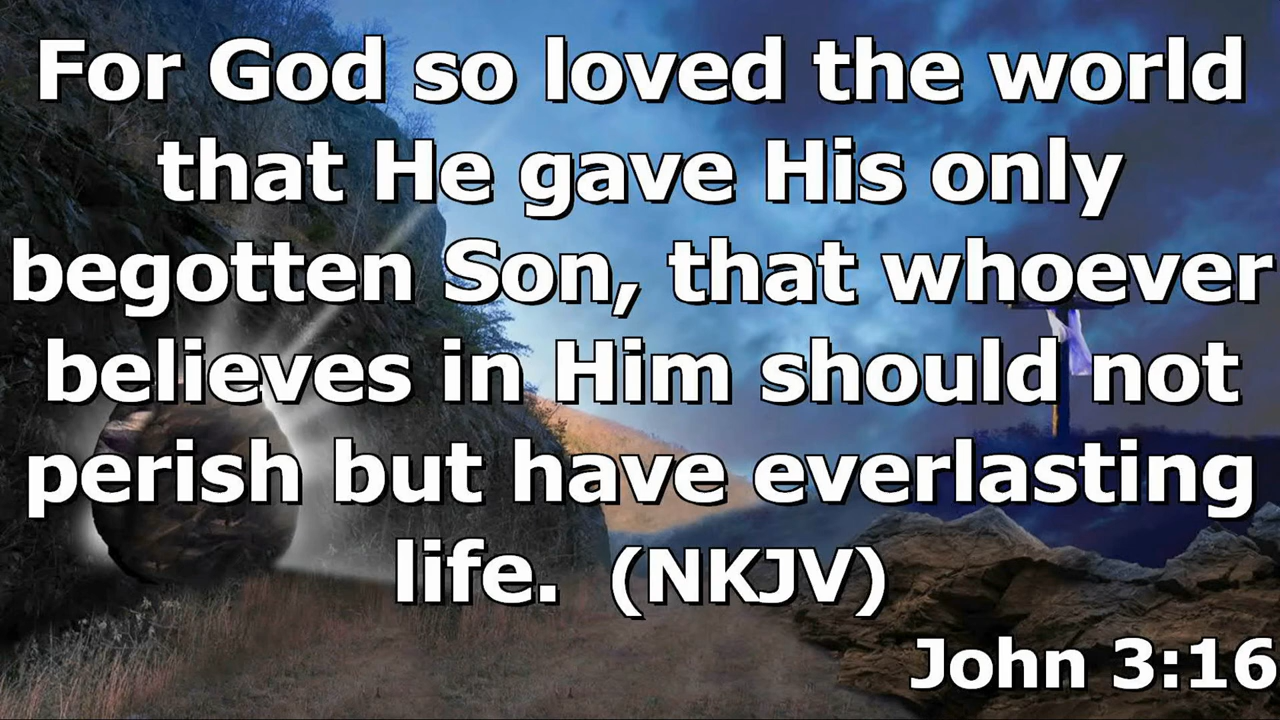 For God so loved the world
that He gave His only
begotten Son, that whoever
believes in Him should not
perish but have everlasting
life.  (NKJV)
John 3:16